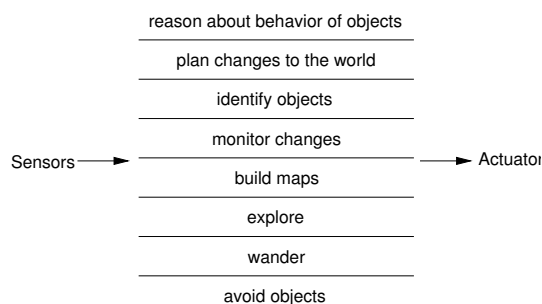 reason about behavior of objects
plan changes to the world
identify objects
monitor changes
Sensors
Actuator
build maps
explore
wander
avoid objects